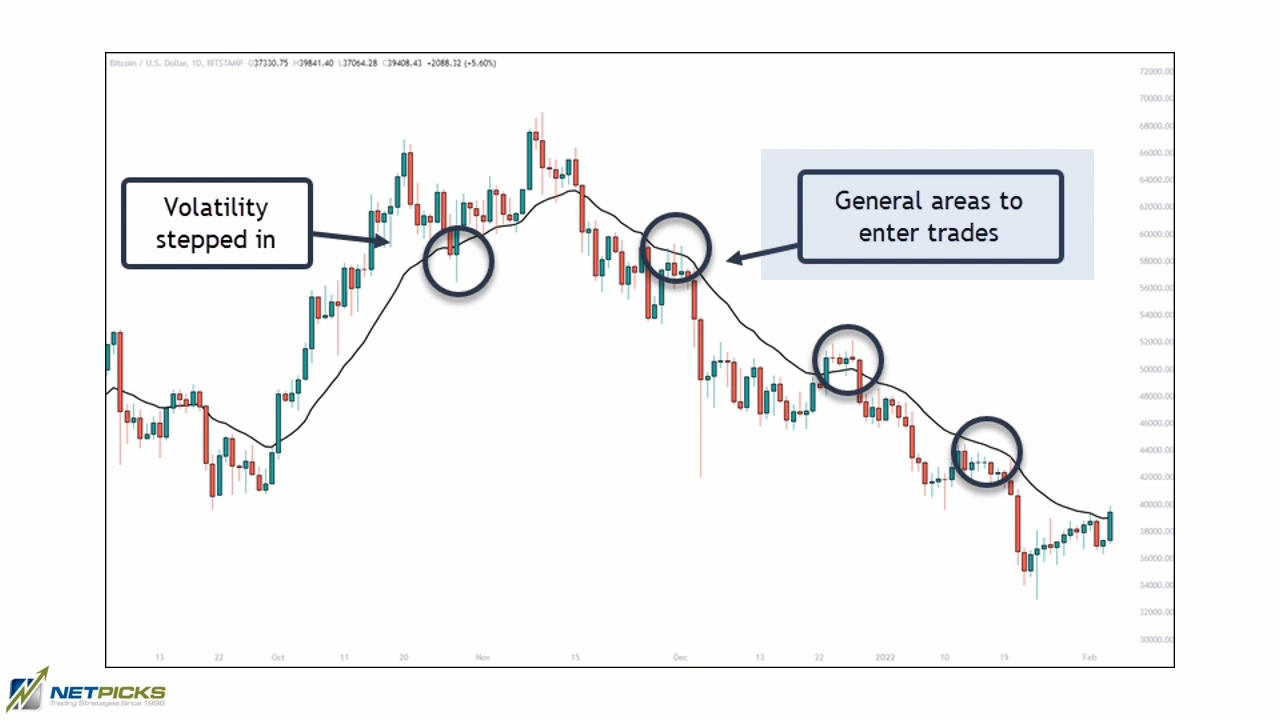 Bitcoin / U.S. Dollar, 1D, BITSTAMP O37330.75 H39841.40 L37064.28 C39408.43 +2088.32 (+5.60%)
72000.00
70000.00
68000.00
66000.00
64000.00
62000.00
60000.00
58000.00
56000.00
54000.00
52000.00
50000.00
48000.00
46000.00
44000.00
42000.00
40000.00
38000.00
36000.00
34000.00
32000.00
30000.00
Volatility
stepped in
General areas to
enter trades
13 22 Oct 11 20 Nov 15 Dec 13 22 2022 10 19 Feb
NETPICKS
Trading Strategies Since 1996